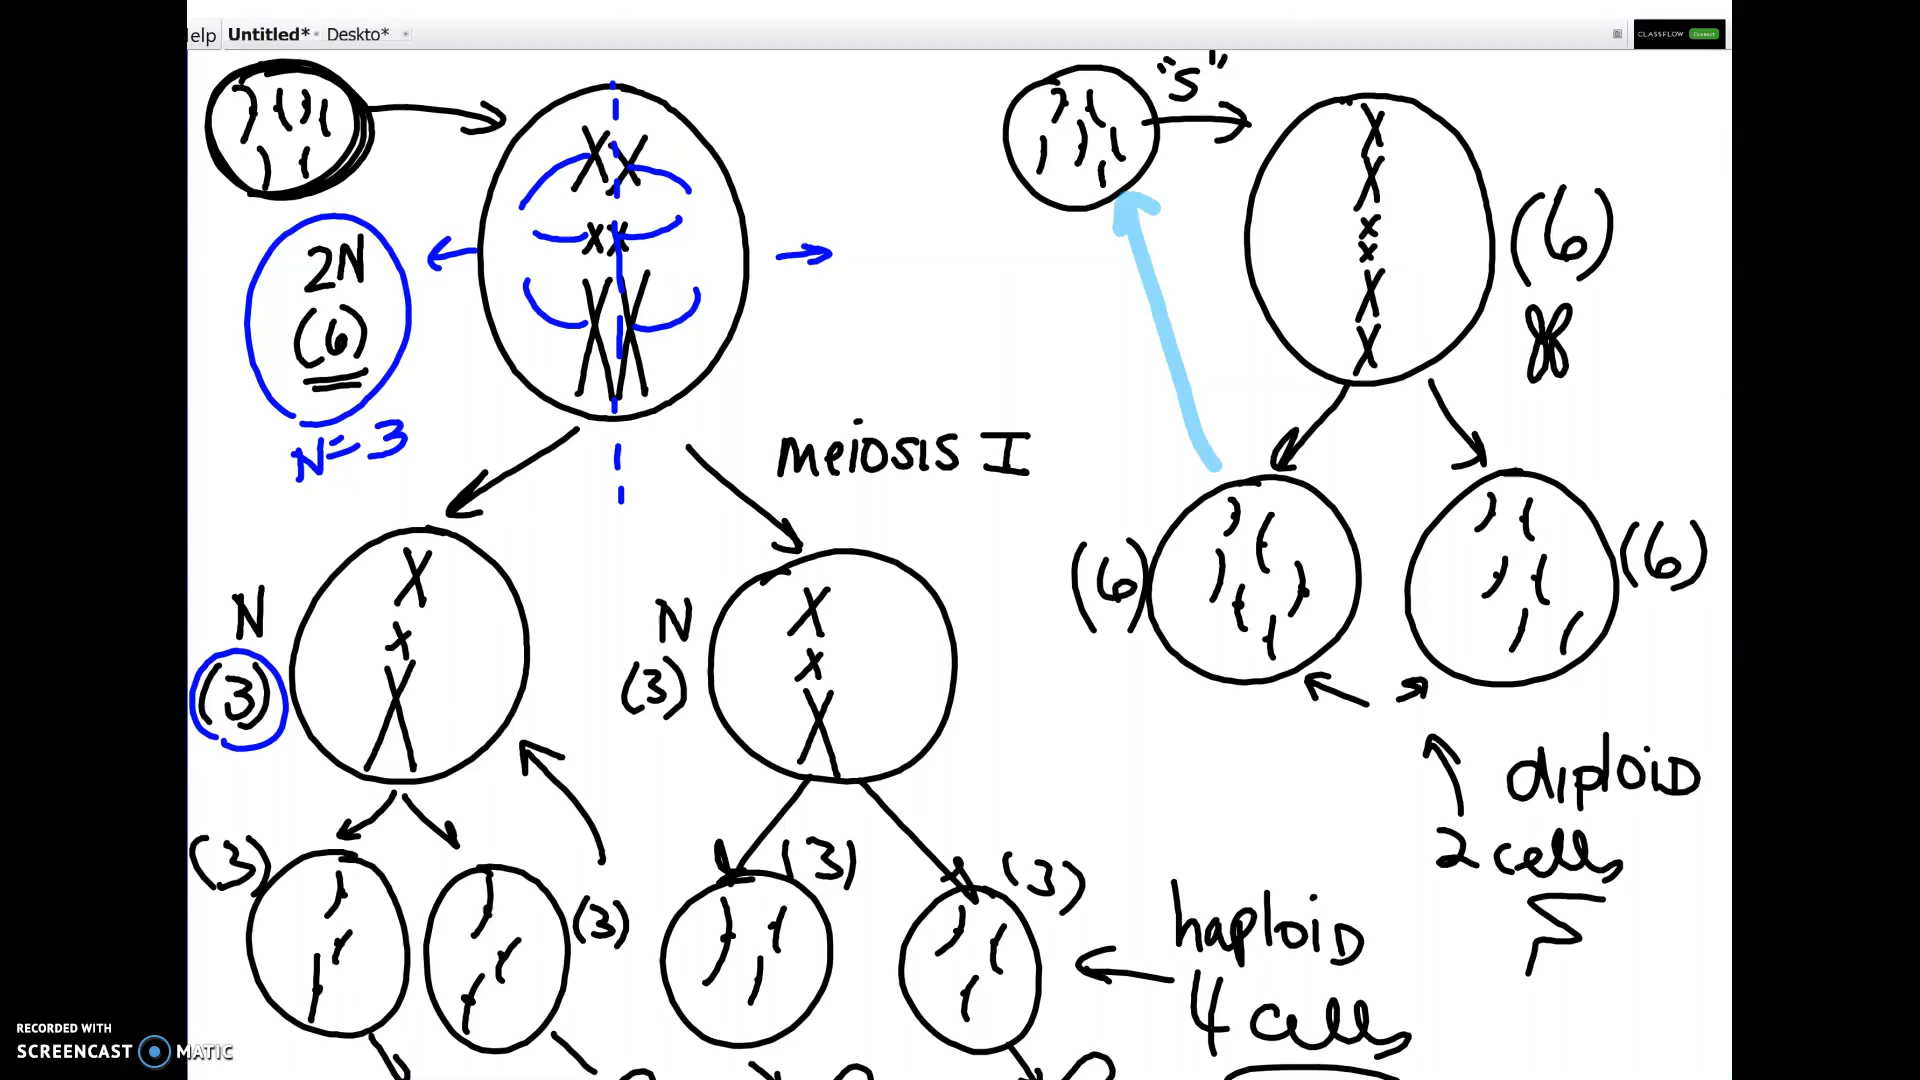 elp Untitled* Deskto*
CLASSFLOW Connect
"S"
2N
(6)
N=3
(6)
meiosis I
N
(3)
N
(3)
(6)
(6)
diploid
2 cells
(3)
(3)
(3)
(3)
haploid
4 cells
RECORDED WITH
SCREENCAST MATIC